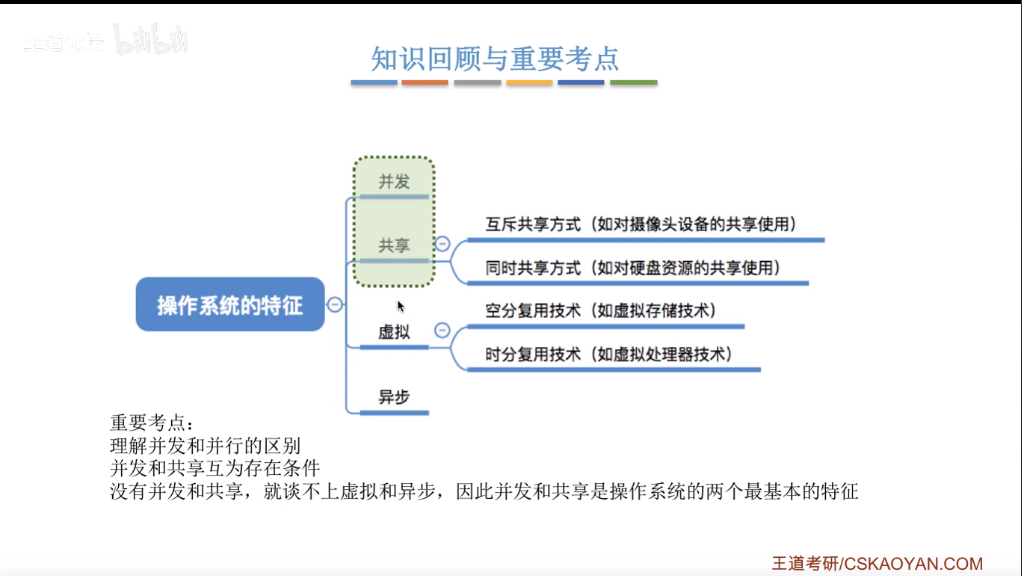 王道论坛 bilibili
知识回顾与重要考点
并发
共享
互斥共享方式（如对摄像头设备的共享使用）
同时共享方式（如对硬盘资源的共享使用）
操作系统的特征
虚拟
空分复用技术（如虚拟存储技术）
时分复用技术（如虚拟处理器技术）
异步
重要考点：
理解并发和并行的区别
并发和共享互为存在条件
没有并发和共享，就谈不上虚拟和异步，因此并发和共享是操作系统的两个最基本的特征
王道考研/CSKAOYAN.COM